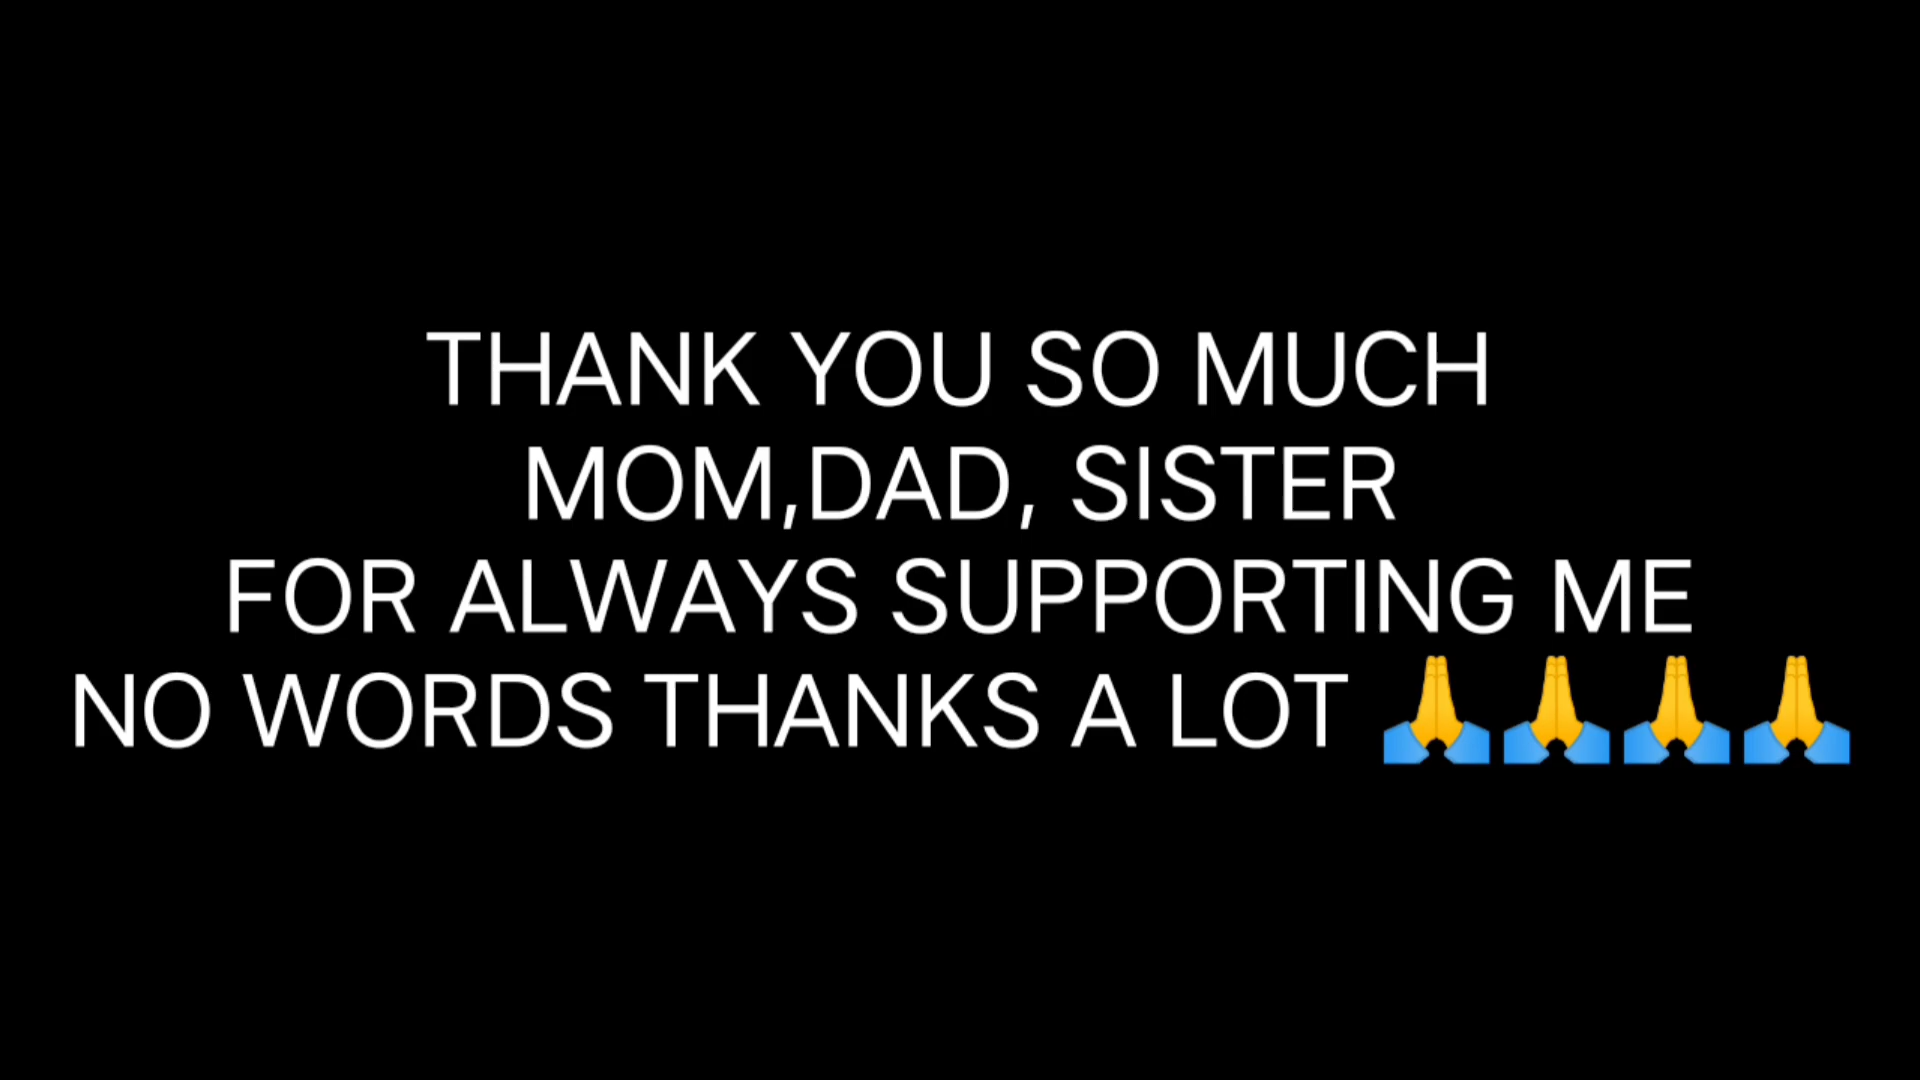 THANK YOU SO MUCH
MOM,DAD, SISTER
FOR ALWAYS SUPPORTING ME
NO WORDS THANKS A LOT 🙏🙏🙏🙏